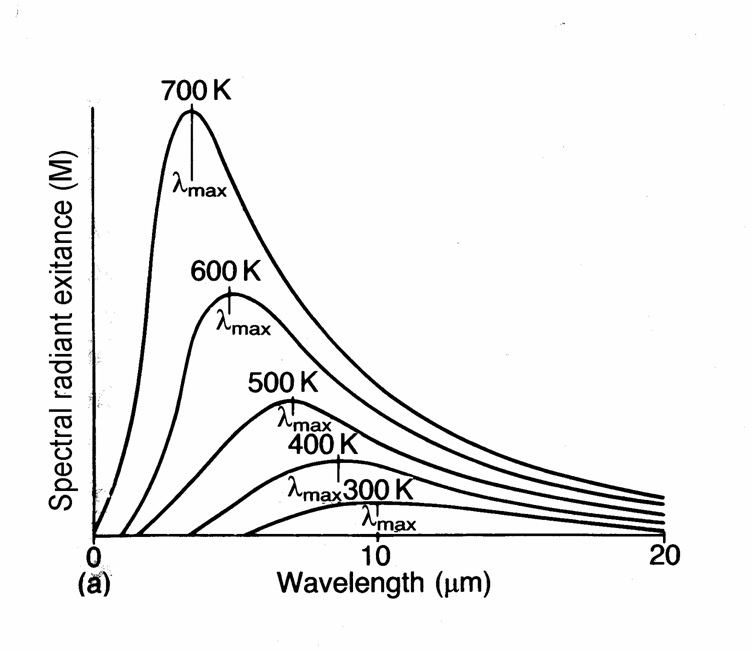 700 K
λmax
600 K
λmax
500 K
λmax
400 K
λmax 300 K
λmax
Spectral radiant exitance (M)
0 10 20
(a) Wavelength (μm)